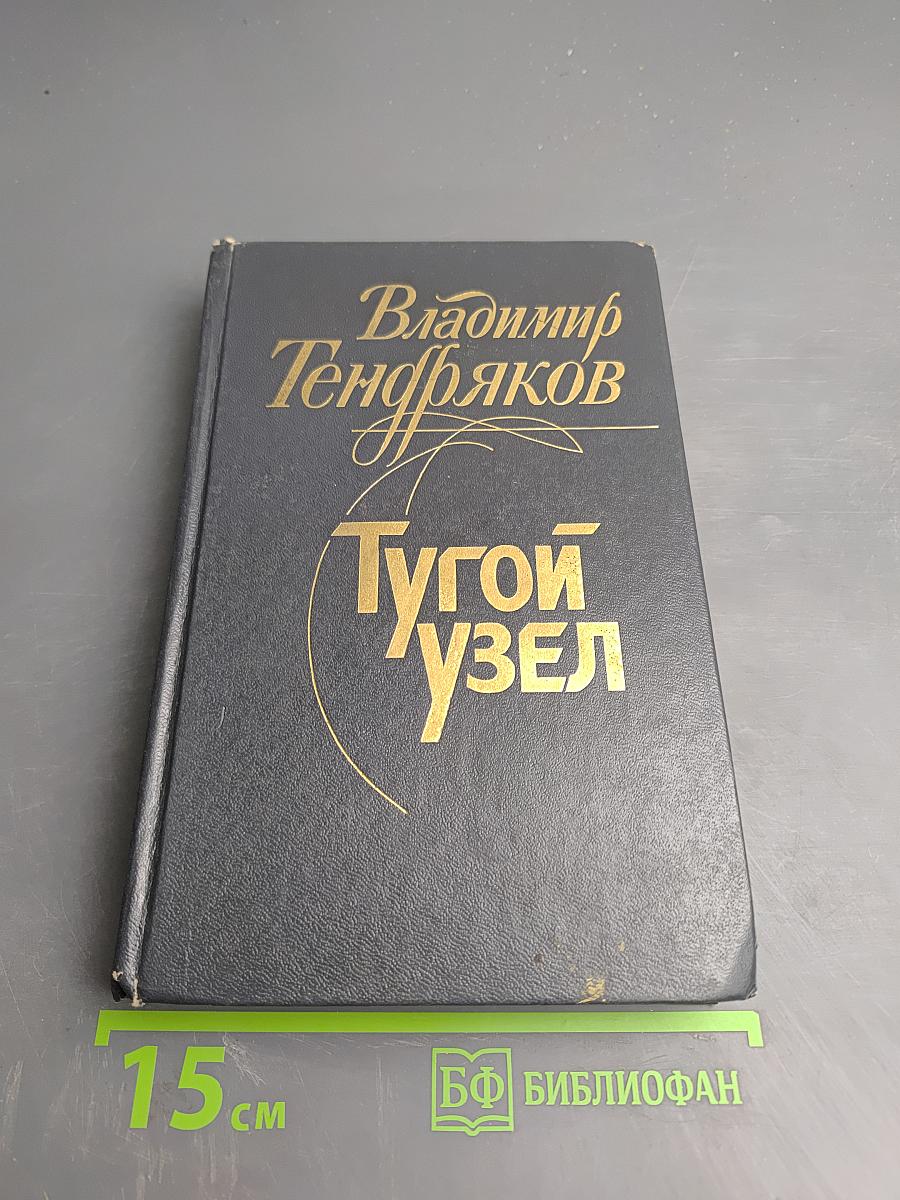 Владимир
Тендряков
Тугой
узел
15 см
БФ БИБЛИОФАН